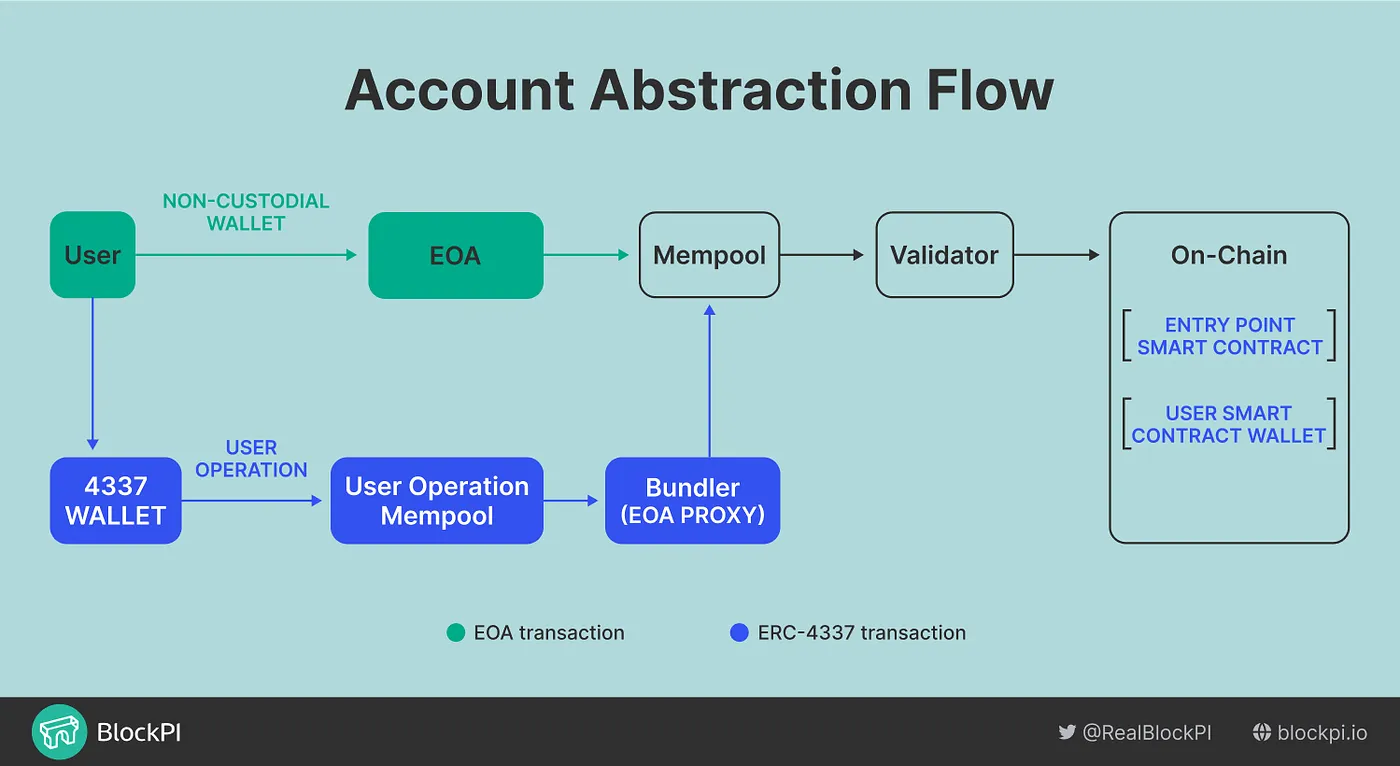 Account Abstraction Flow
NON-CUSTODIAL
WALLET
User
EOA
Mempool
Validator
On-Chain
ENTRY POINT
SMART CONTRACT
USER SMART
CONTRACT WALLET
USER
OPERATION
4337
WALLET
User Operation
Mempool
Bundler
(EOA PROXY)
EOA transaction
ERC-4337 transaction
BlockPI
@RealBlockPI
blockpi.io